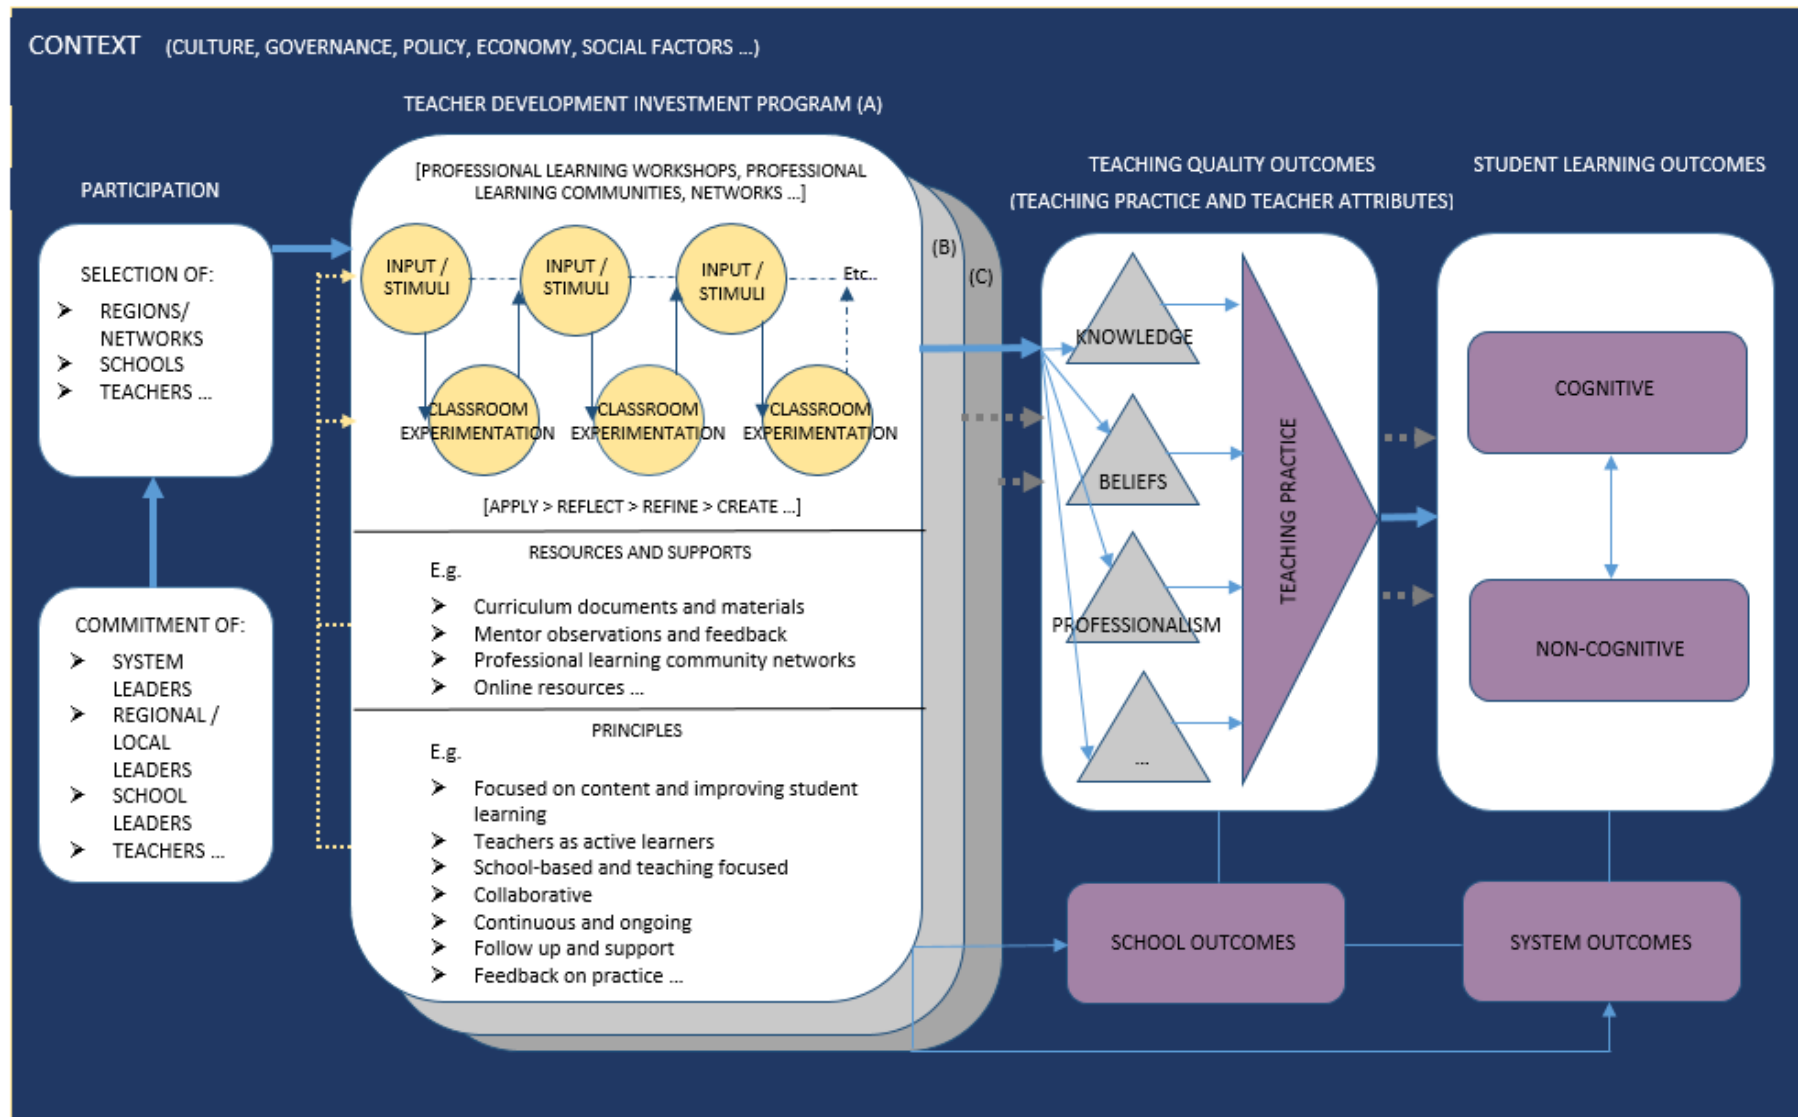 CONTEXT (CULTURE, GOVERNANCE, POLICY, ECONOMY, SOCIAL FACTORS ...)
TEACHER DEVELOPMENT INVESTMENT PROGRAM (A)
PARTICIPATION
SELECTION OF:
➢ REGIONS/
NETWORKS
➢ SCHOOLS
➢ TEACHERS ...
COMMITMENT OF:
➢ SYSTEM
LEADERS
➢ REGIONAL /
LOCAL
LEADERS
➢ SCHOOL
LEADERS
➢ TEACHERS ...
[PROFESSIONAL LEARNING WORKSHOPS, PROFESSIONAL
LEARNING COMMUNITIES, NETWORKS ...]
INPUT /
STIMULI
INPUT /
STIMULI
INPUT /
STIMULI
Etc..
CLASSROOM
EXPERIMENTATION
CLASSROOM
EXPERIMENTATION
CLASSROOM
EXPERIMENTATION
[APPLY > REFLECT > REFINE > CREATE ...]
RESOURCES AND SUPPORTS
E.g.
➢ Curriculum documents and materials
➢ Mentor observations and feedback
➢ Professional learning community networks
➢ Online resources ...
PRINCIPLES
E.g.
➢ Focused on content and improving student
learning
➢ Teachers as active learners
➢ School-based and teaching focused
➢ Collaborative
➢ Continuous and ongoing
➢ Follow up and support
➢ Feedback on practice ...
(B)
(C)
TEACHING QUALITY OUTCOMES
(TEACHING PRACTICE AND TEACHER ATTRIBUTES)
KNOWLEDGE
BELIEFS
PROFESSIONALISM
...
TEACHING PRACTICE
STUDENT LEARNING OUTCOMES
COGNITIVE
NON-COGNITIVE
SCHOOL OUTCOMES
SYSTEM OUTCOMES